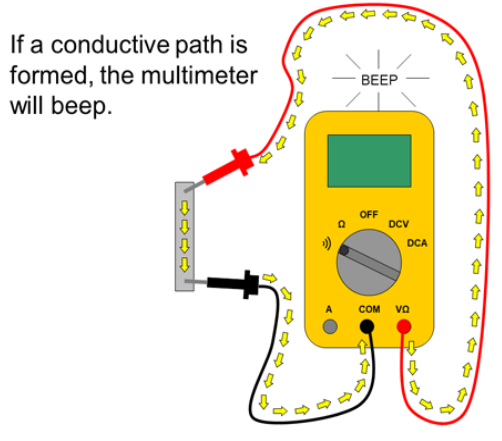 If a conductive path is
formed, the multimeter
will beep.
BEEP
OFF
Ω
DCV
DCA
A
COM
VΩ